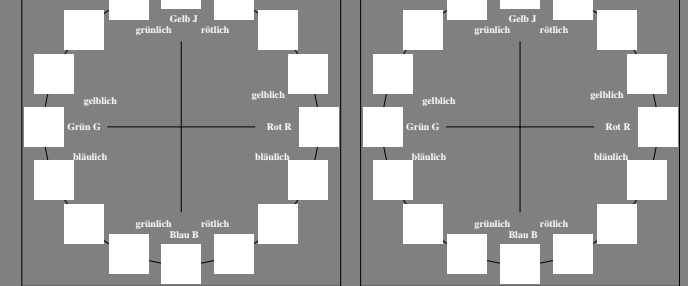 Gelb J
grünlich rötlich
gelblich gelblich
Grün G Rot R
bläulich bläulich
grünlich rötlich
Blau B
Gelb J
grünlich rötlich
gelblich gelblich
Grün G Rot R
bläulich bläulich
grünlich rötlich
Blau B